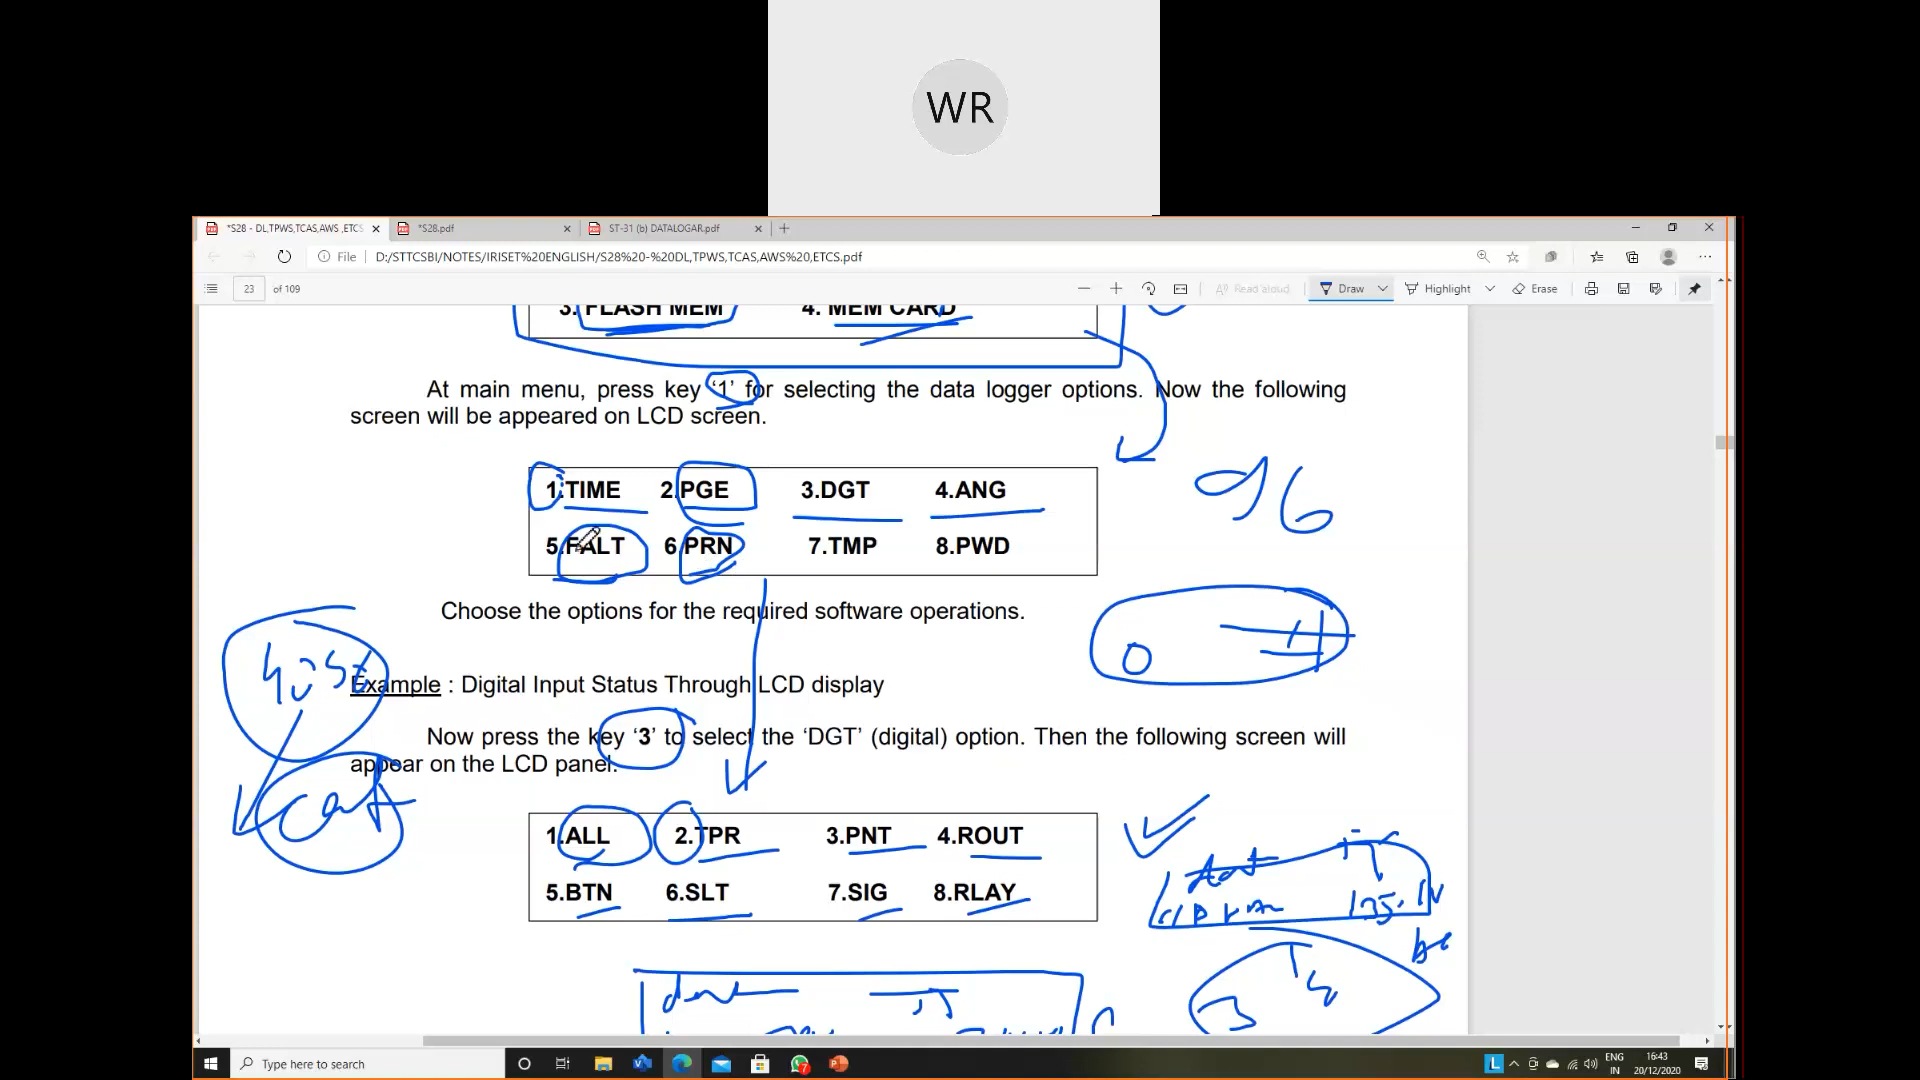 WR
*S28 - DL,TPWS,TCAS,AWS ,ETCS
*S28.pdf
ST-31 (b) DATALOGAR.pdf
File D:/STTCSBI/NOTES/IRISET%20ENGLISH/S28%20-%20DL,TPWS,TCAS,AWS%20,ETCS.pdf
23 of 109 Read aloud Draw Highlight Erase
3. FLASH MEM 4. MEM CARD
At main menu, press key ‘1’ for selecting the data logger options. Now the following
screen will be appeared on LCD screen.
1.TIME 2.PGE 3.DGT 4.ANG
96
5.FALT 6.PRN 7.TMP 8.PWD
Choose the options for the required software operations.
0
Example : Digital Input Status Through LCD display
Now press the key ‘3’ to select the ‘DGT’ (digital) option. Then the following screen will
appear on the LCD panel.
1.ALL 2.TPR 3.PNT 4.ROUT
5.BTN 6.SLT 7.SIG 8.RLAY
Type here to search
L
7
ENG
IN
16:43
20/12/2020